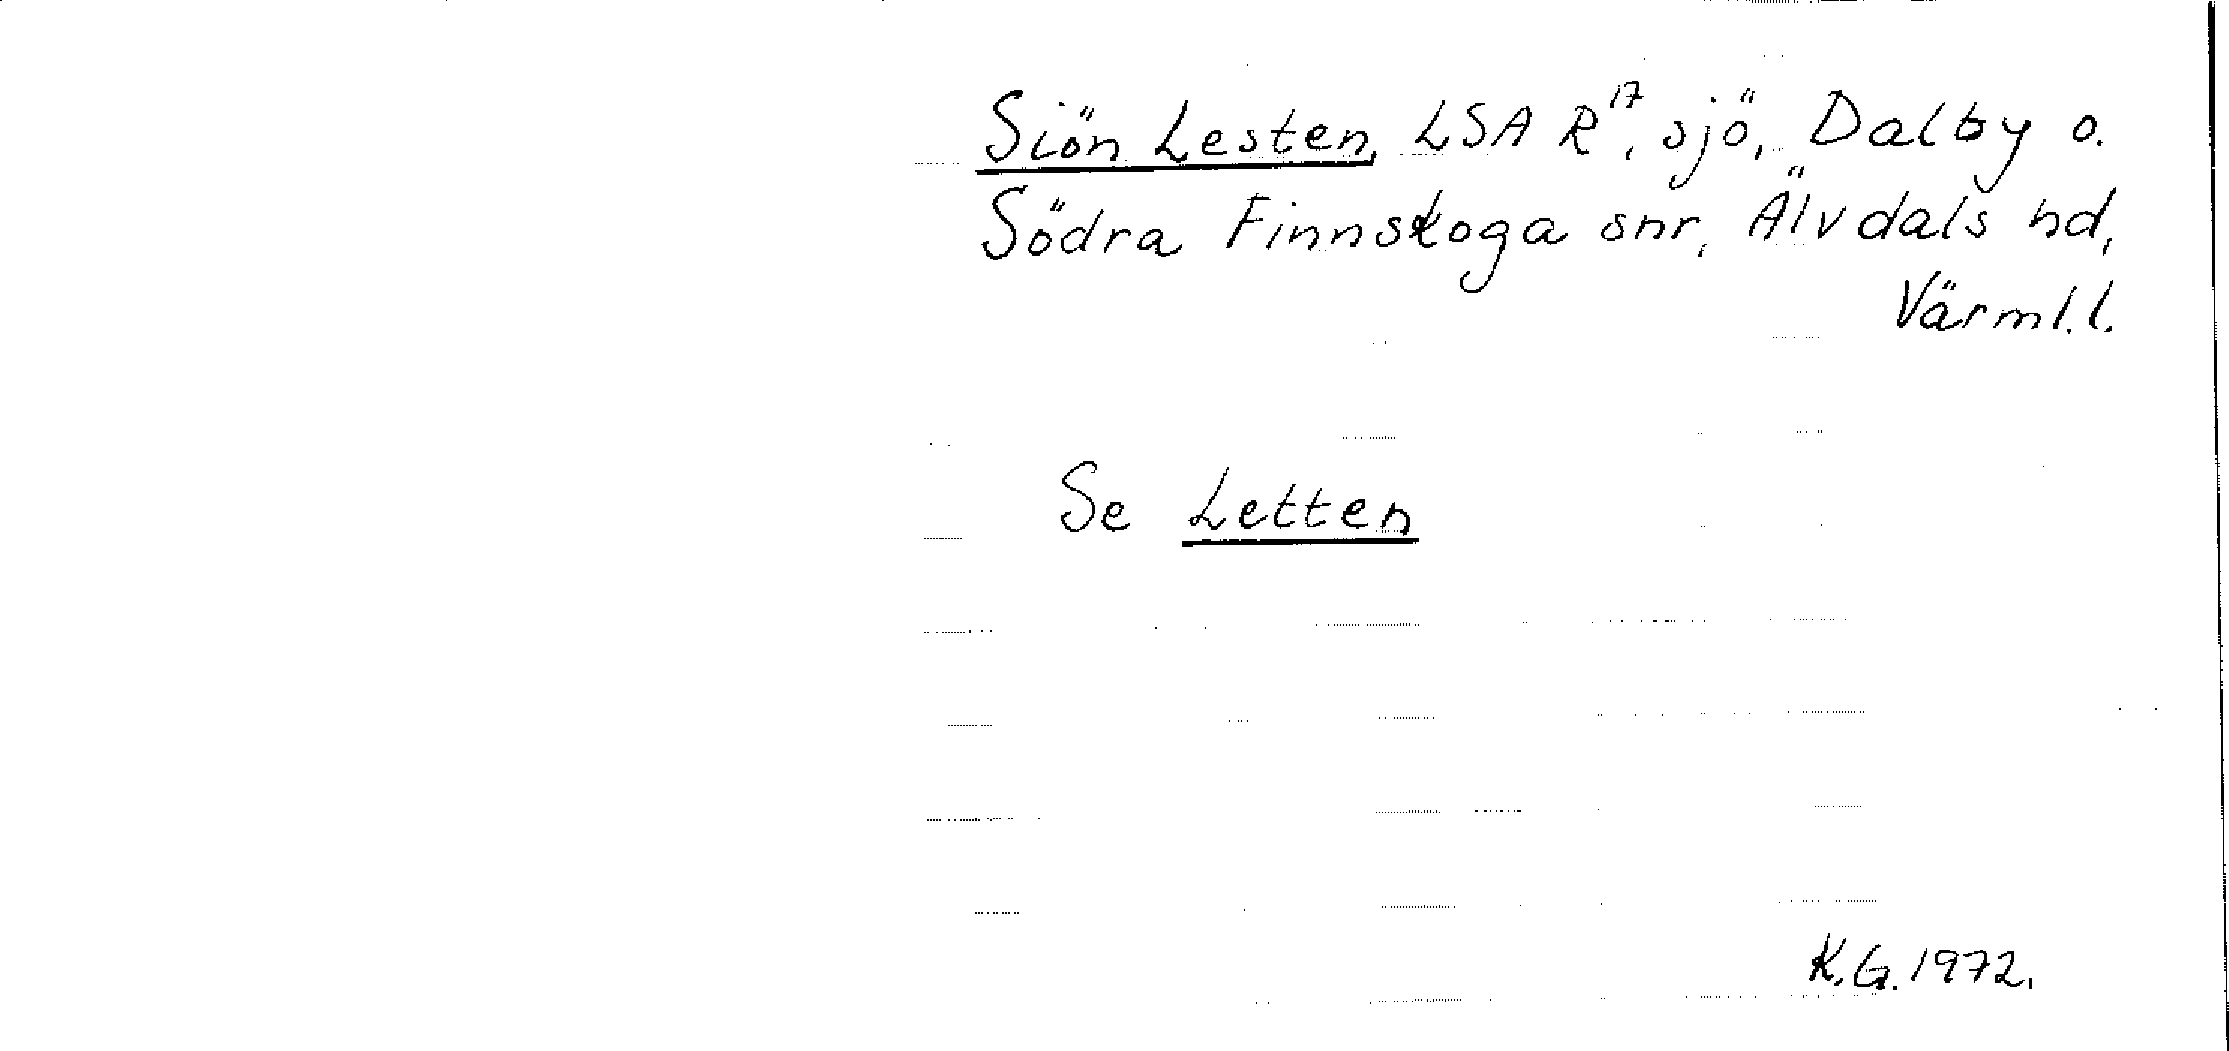 Siön Lesten, LSA R¹⁷, sjö, Dalby o.
Södra Finnskoga snr, Älvdals hd,
Värml.l.
Se Letten
K.G. 1972.